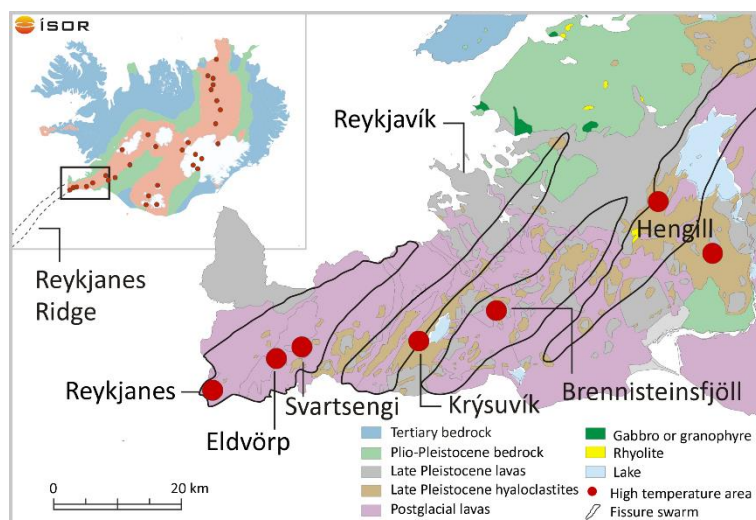 ÍSOR
Reykjavík
Hengill
Reykjanes
Ridge
Reykjanes
Eldvörp
Svartsengi
Krýsuvík
Brennisteinsfjöll
Tertiary bedrock
Plio-Pleistocene bedrock
Late Pleistocene lavas
Late Pleistocene hyaloclastites
Postglacial lavas
Gabbro or granophyre
Rhyolite
Lake
High temperature area
Fissure swarm
0
20 km